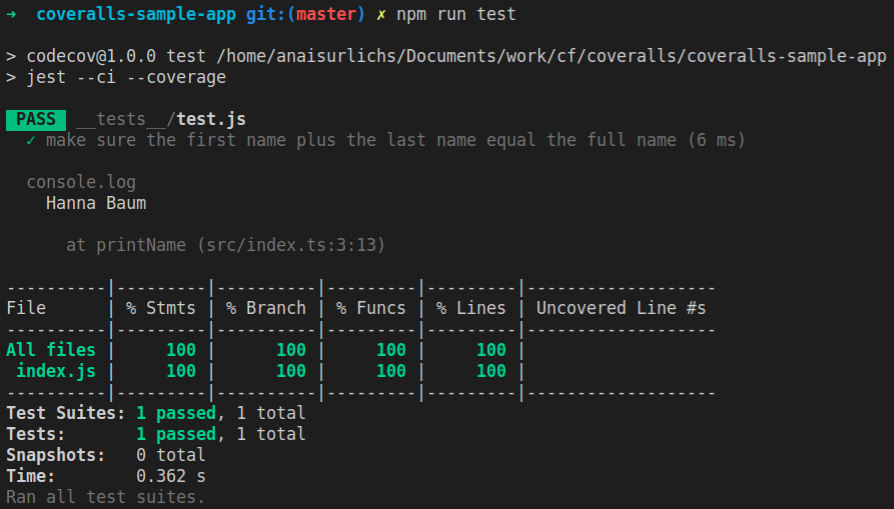 ➜  coveralls-sample-app git:(master) ✗ npm run test
> codecov@1.0.0 test /home/anaisurlichs/Documents/work/cf/coveralls/coveralls-sample-app
> jest --ci --coverage
PASS  __tests__/test.js
  ✓ make sure the first name plus the last name equal the full name (6 ms)
  console.log
    Hanna Baum
      at printName (src/index.ts:3:13)
----------|---------|----------|---------|---------|-------------------
File      | % Stmts | % Branch | % Funcs | % Lines | Uncovered Line #s
----------|---------|----------|---------|---------|-------------------
All files |     100 |      100 |     100 |     100 |
 index.js |     100 |      100 |     100 |     100 |
----------|---------|----------|---------|---------|-------------------
Test Suites: 1 passed, 1 total
Tests:       1 passed, 1 total
Snapshots:   0 total
Time:        0.362 s
Ran all test suites.